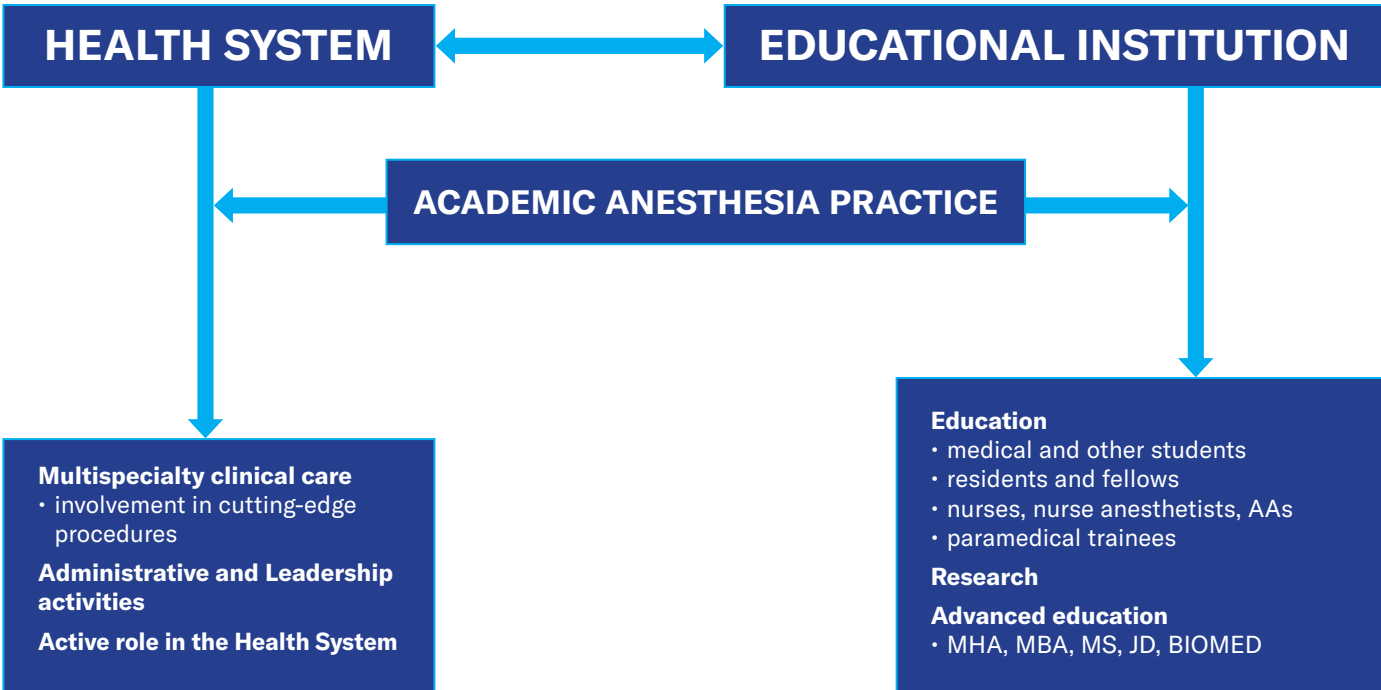 HEALTH SYSTEM
EDUCATIONAL INSTITUTION
ACADEMIC ANESTHESIA PRACTICE
Multispecialty clinical care
• involvement in cutting-edge
procedures
Administrative and Leadership
activities
Active role in the Health System
Education
• medical and other students
• residents and fellows
• nurses, nurse anesthetists, AAs
• paramedical trainees
Research
Advanced education
• MHA, MBA, MS, JD, BIOMED